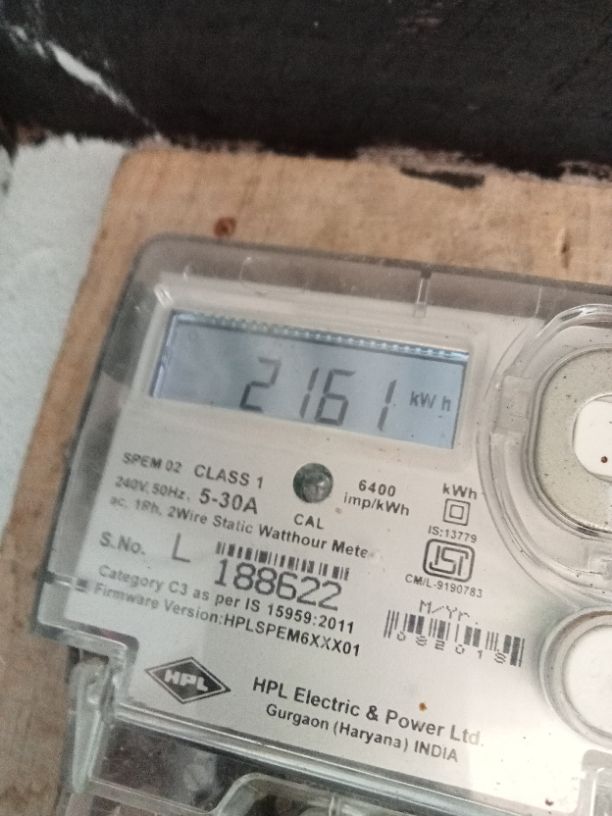 2161 kWh
SPEM 02 CLASS 1
240V, 50Hz, 5-30A
ac, 1Ph, 2Wire Static Watthour Mete
CAL
6400
imp/kWh
kWh
IS:13779
ISI
CM/L-9190783
S.No. L 188622
Category C3 as per IS 15959:2011
Firmware Version:HPLSPEM6XXX01
M/Yr.
082018
HPL
HPL Electric & Power Ltd.
Gurgaon (Haryana) INDIA